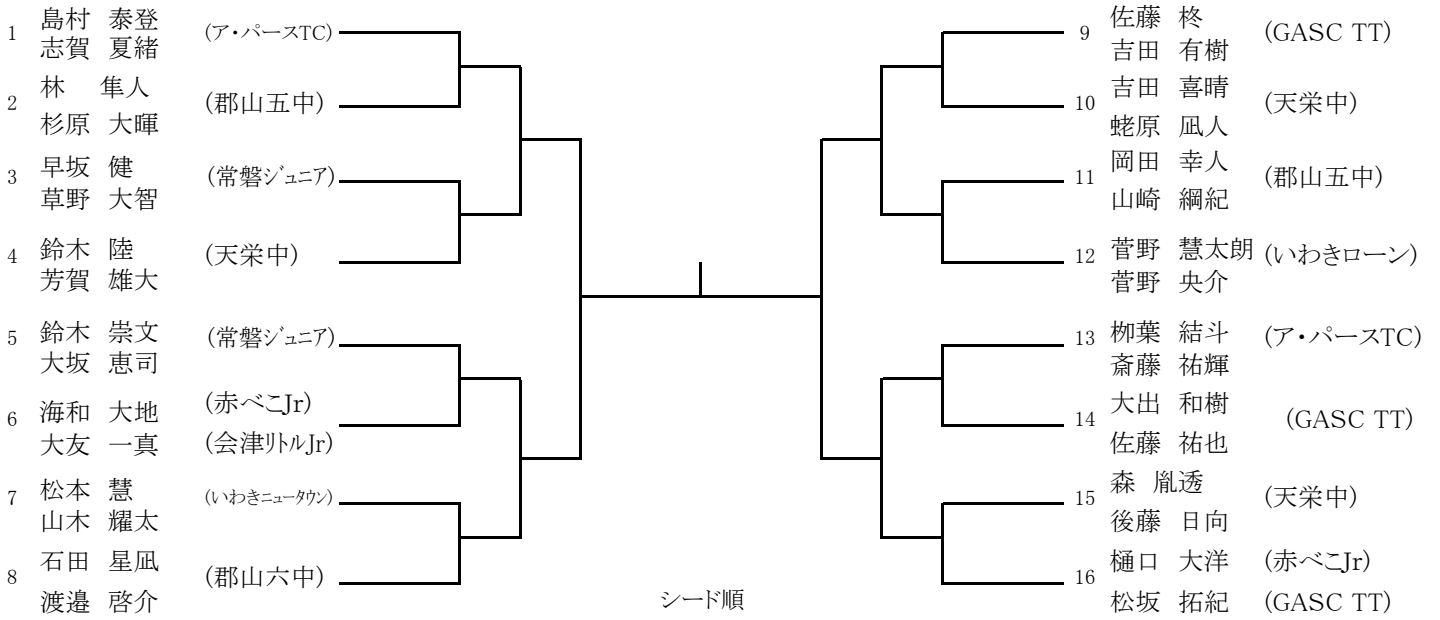 1 島村 泰登 (ア・パースTC)
志賀 夏緒
2 林 隼人 (郡山五中)
杉原 大暉
3 早坂 健 (常磐ジュニア)
草野 大智
4 鈴木 陸 (天栄中)
芳賀 雄大
5 鈴木 崇文 (常磐ジュニア)
大坂 恵司
6 海和 大地 (赤べこJr)
大友 一真 (会津リトルJr)
7 松本 慧 (いわきニュータウン)
山木 耀太
8 石田 星凪 (郡山六中)
渡邉 啓介
シード順
9 佐藤 柊 (GASC TT)
吉田 有樹
10 吉田 喜晴 (天栄中)
蛯原 凪人
11 岡田 幸人 (郡山五中)
山崎 綱紀
12 菅野 慧太朗 (いわきローン)
菅野 央介
13 栁葉 結斗 (ア・パースTC)
斎藤 祐輝
14 大出 和樹 (GASC TT)
佐藤 祐也
15 森 胤透 (天栄中)
後藤 日向
16 樋口 大洋 (赤べこJr)
松坂 拓紀 (GASC TT)